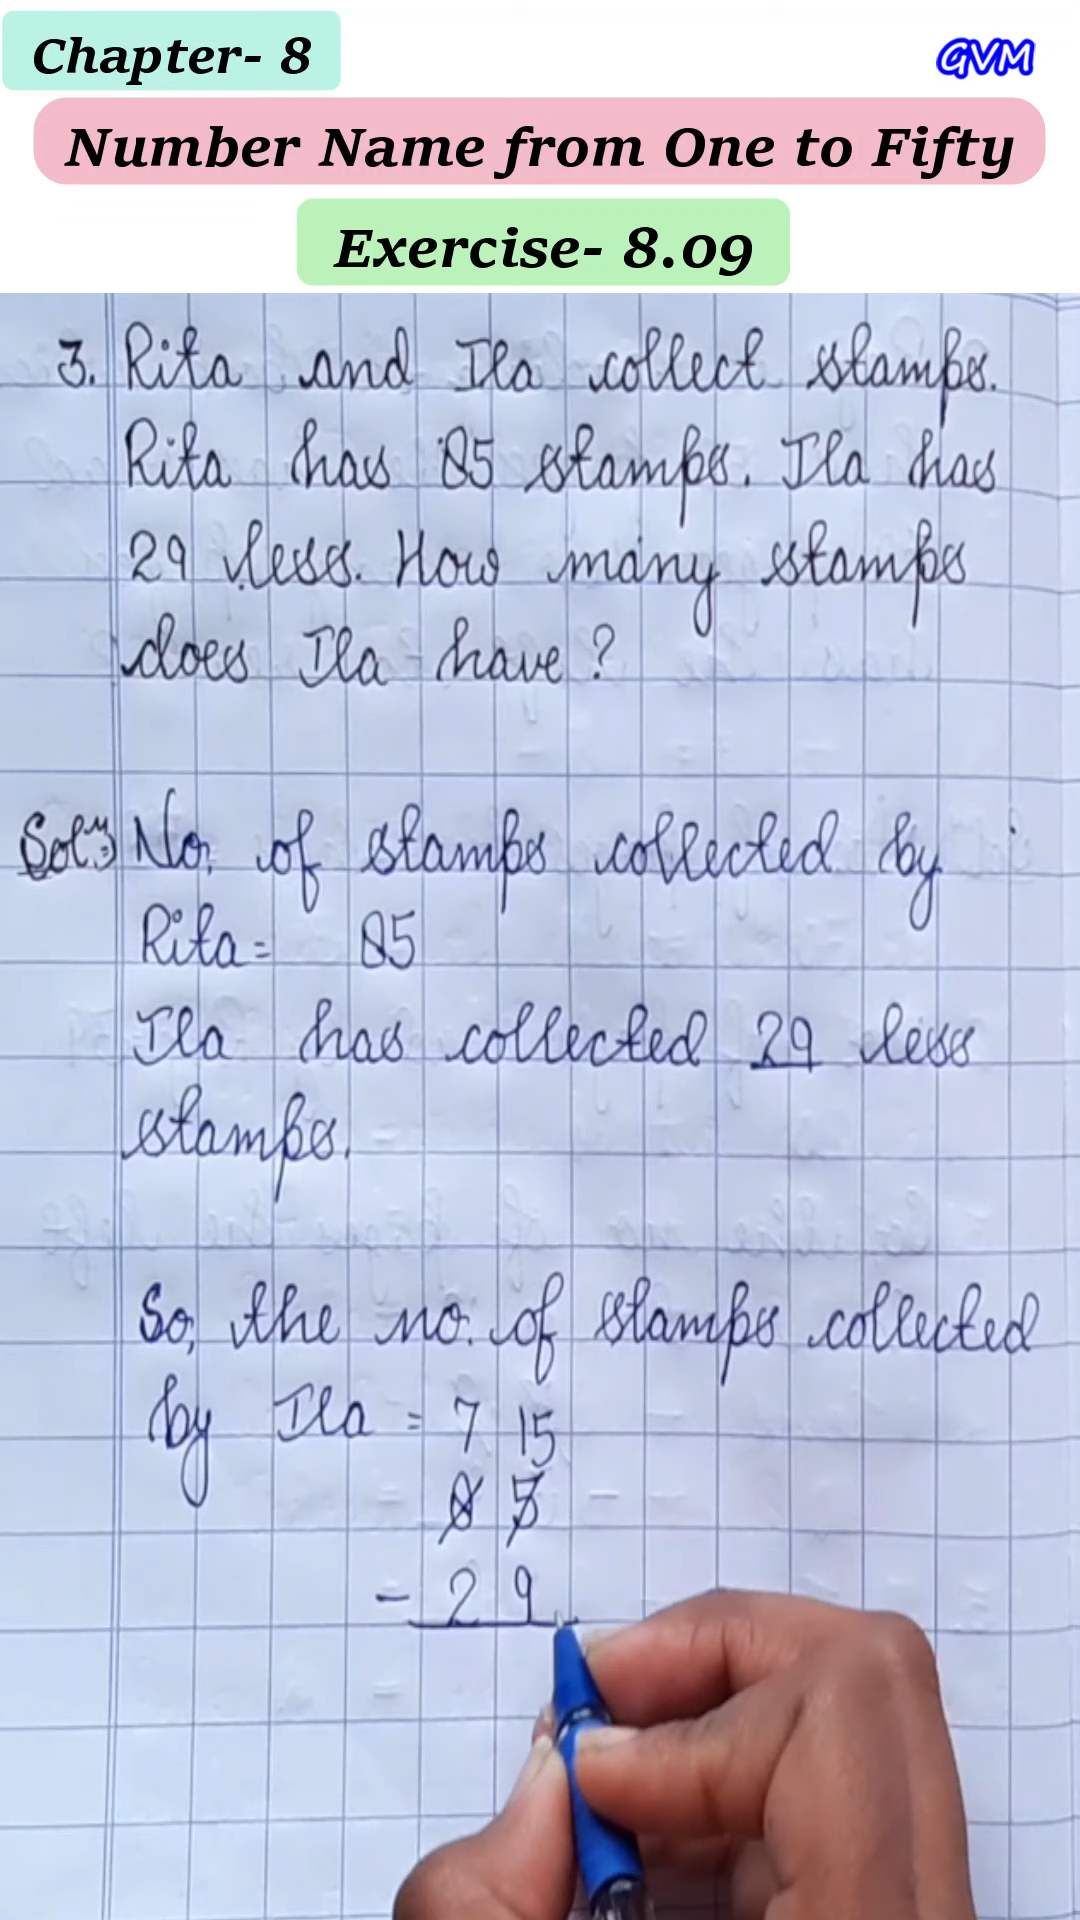 Chapter- 8
GVM
Number Name from One to Fifty
Exercise- 8.09
3. Rita and Ila collect stamps.
Rita has 85 stamps. Ila has
29 less. How many stamps
does Ila have?
Solⁿ:) No. of stamps collected by
Rita = 85
Ila has collected 29 less
stamps.
So, the no. of stamps collected
by Ila = 7 15
8 5
- 2 9